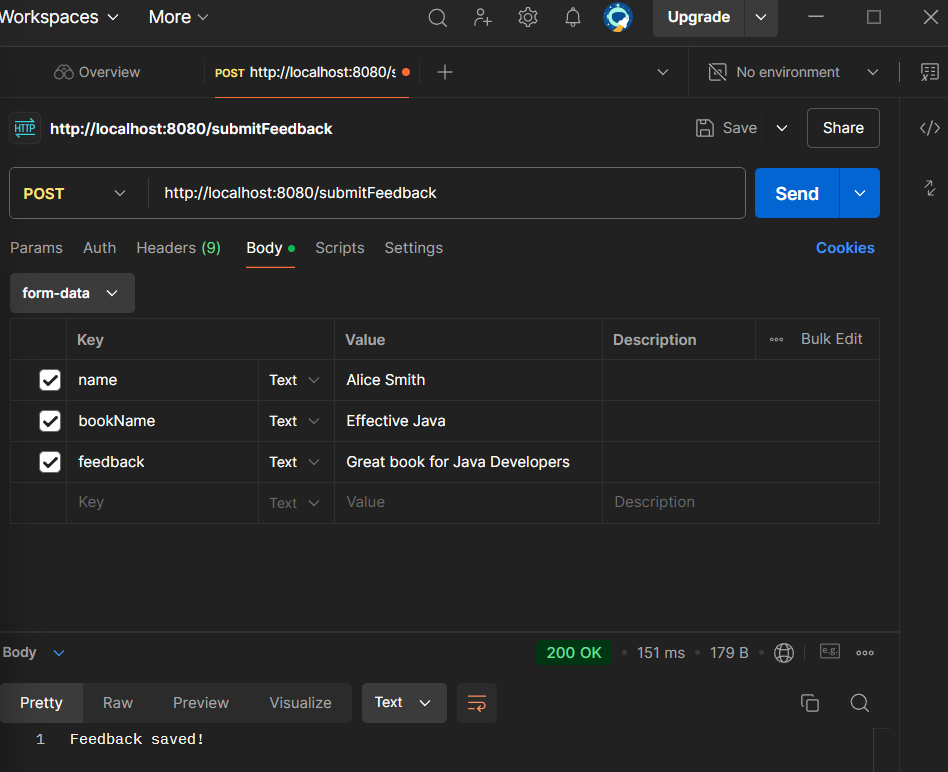 Workspaces More Upgrade
Overview POST http://localhost:8080/s No environment
HTTP http://localhost:8080/submitFeedback Save Share
POST http://localhost:8080/submitFeedback Send
Params Auth Headers (9) Body Scripts Settings Cookies
form-data
Key Value Description Bulk Edit
name Text Alice Smith
bookName Text Effective Java
feedback Text Great book for Java Developers
Key Text Value Description
Body 200 OK 151 ms 179 B e.g.
Pretty Raw Preview Visualize Text
1 Feedback saved!